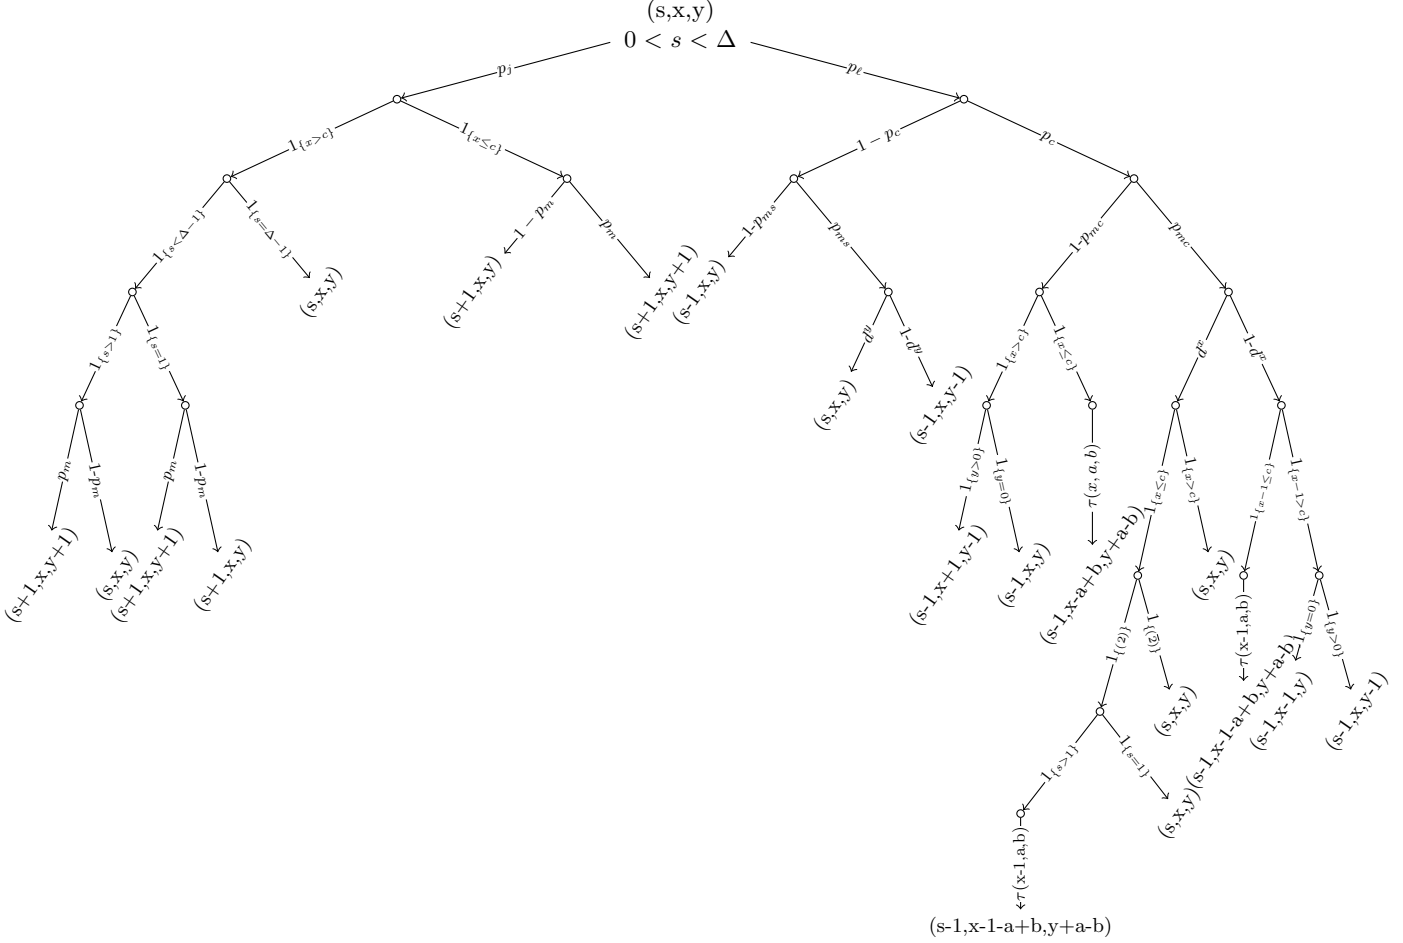 (s,x,y)
0 < s < Δ
p_j
p_ℓ
1_{x>c}
1_{x≤c}
1 − p_c
p_c
1_{s<Δ−1}
1_{s=Δ−1}
1 − p_m
p_m
1-p_{ms}
p_{ms}
1-p_{mc}
p_{mc}
(s,x,y)
(s+1,x,y)
(s+1,x,y+1)
(s-1,x,y)
1_{s>1}
1_{s=1}
d^y
1-d^y
1_{x>c}
1_{x≤c}
d^x
1-d^x
(s,x,y)
(s-1,x,y-1)
p_m
1-p_m
p_m
1-p_m
1_{y>0}
1_{y=0}
τ(x, a, b)
1_{x≤c}
1_{x>c}
1_{x−1≤c}
1_{x−1>c}
(s+1,x,y+1)
(s,x,y)
(s+1,x,y+1)
(s+1,x,y)
(s-1,x+1,y-1)
(s-1,x,y)
(s-1,x-a+b,y+a-b)
(s,x,y)
1_{(2)}
1_{(2̄)}
τ(x-1,a,b)
1_{y=0}
1_{y>0}
(s,x,y)
(s-1,x-1-a+b,y+a-b)
(s-1,x-1,y)
(s-1,x,y-1)
1_{s>1}
1_{s=1}
(s,x,y)
τ(x-1,a,b)
(s-1,x-1-a+b,y+a-b)